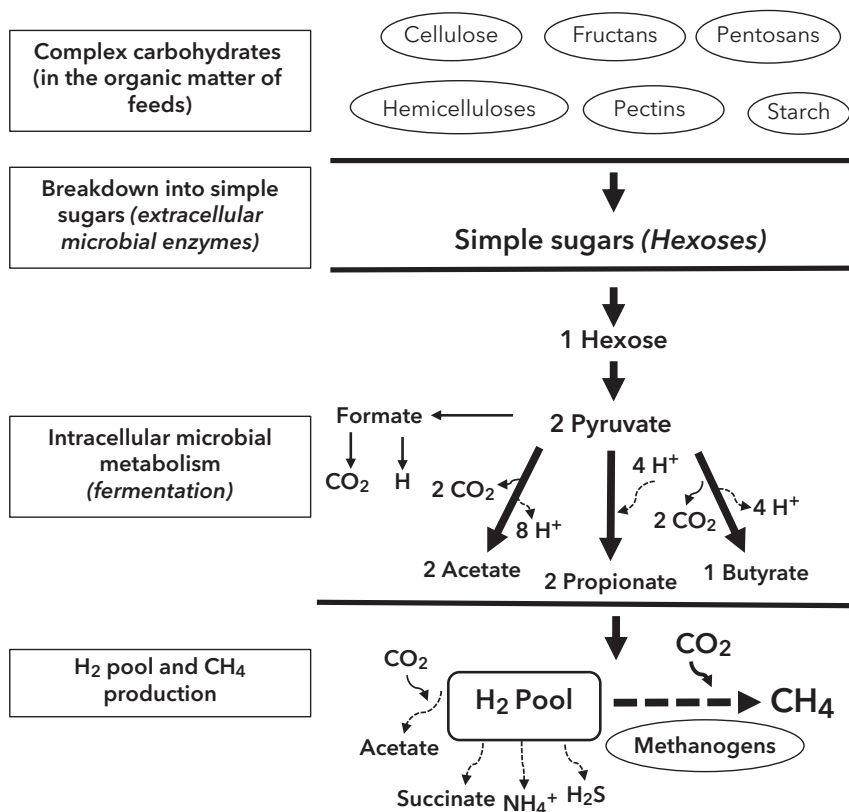 Complex carbohydrates
(in the organic matter of
feeds)
Cellulose
Fructans
Pentosans
Hemicelluloses
Pectins
Starch
Breakdown into simple
sugars (extracellular
microbial enzymes)
Simple sugars (Hexoses)
1 Hexose
Intracellular microbial
metabolism
(fermentation)
Formate
2 Pyruvate
CO₂
H
2 CO₂
8 H⁺
4 H⁺
2 CO₂
4 H⁺
2 Acetate
2 Propionate
1 Butyrate
H₂ pool and CH₄
production
CO₂
H₂ Pool
CO₂
CH₄
Acetate
Methanogens
Succinate
NH₄⁺
H₂S